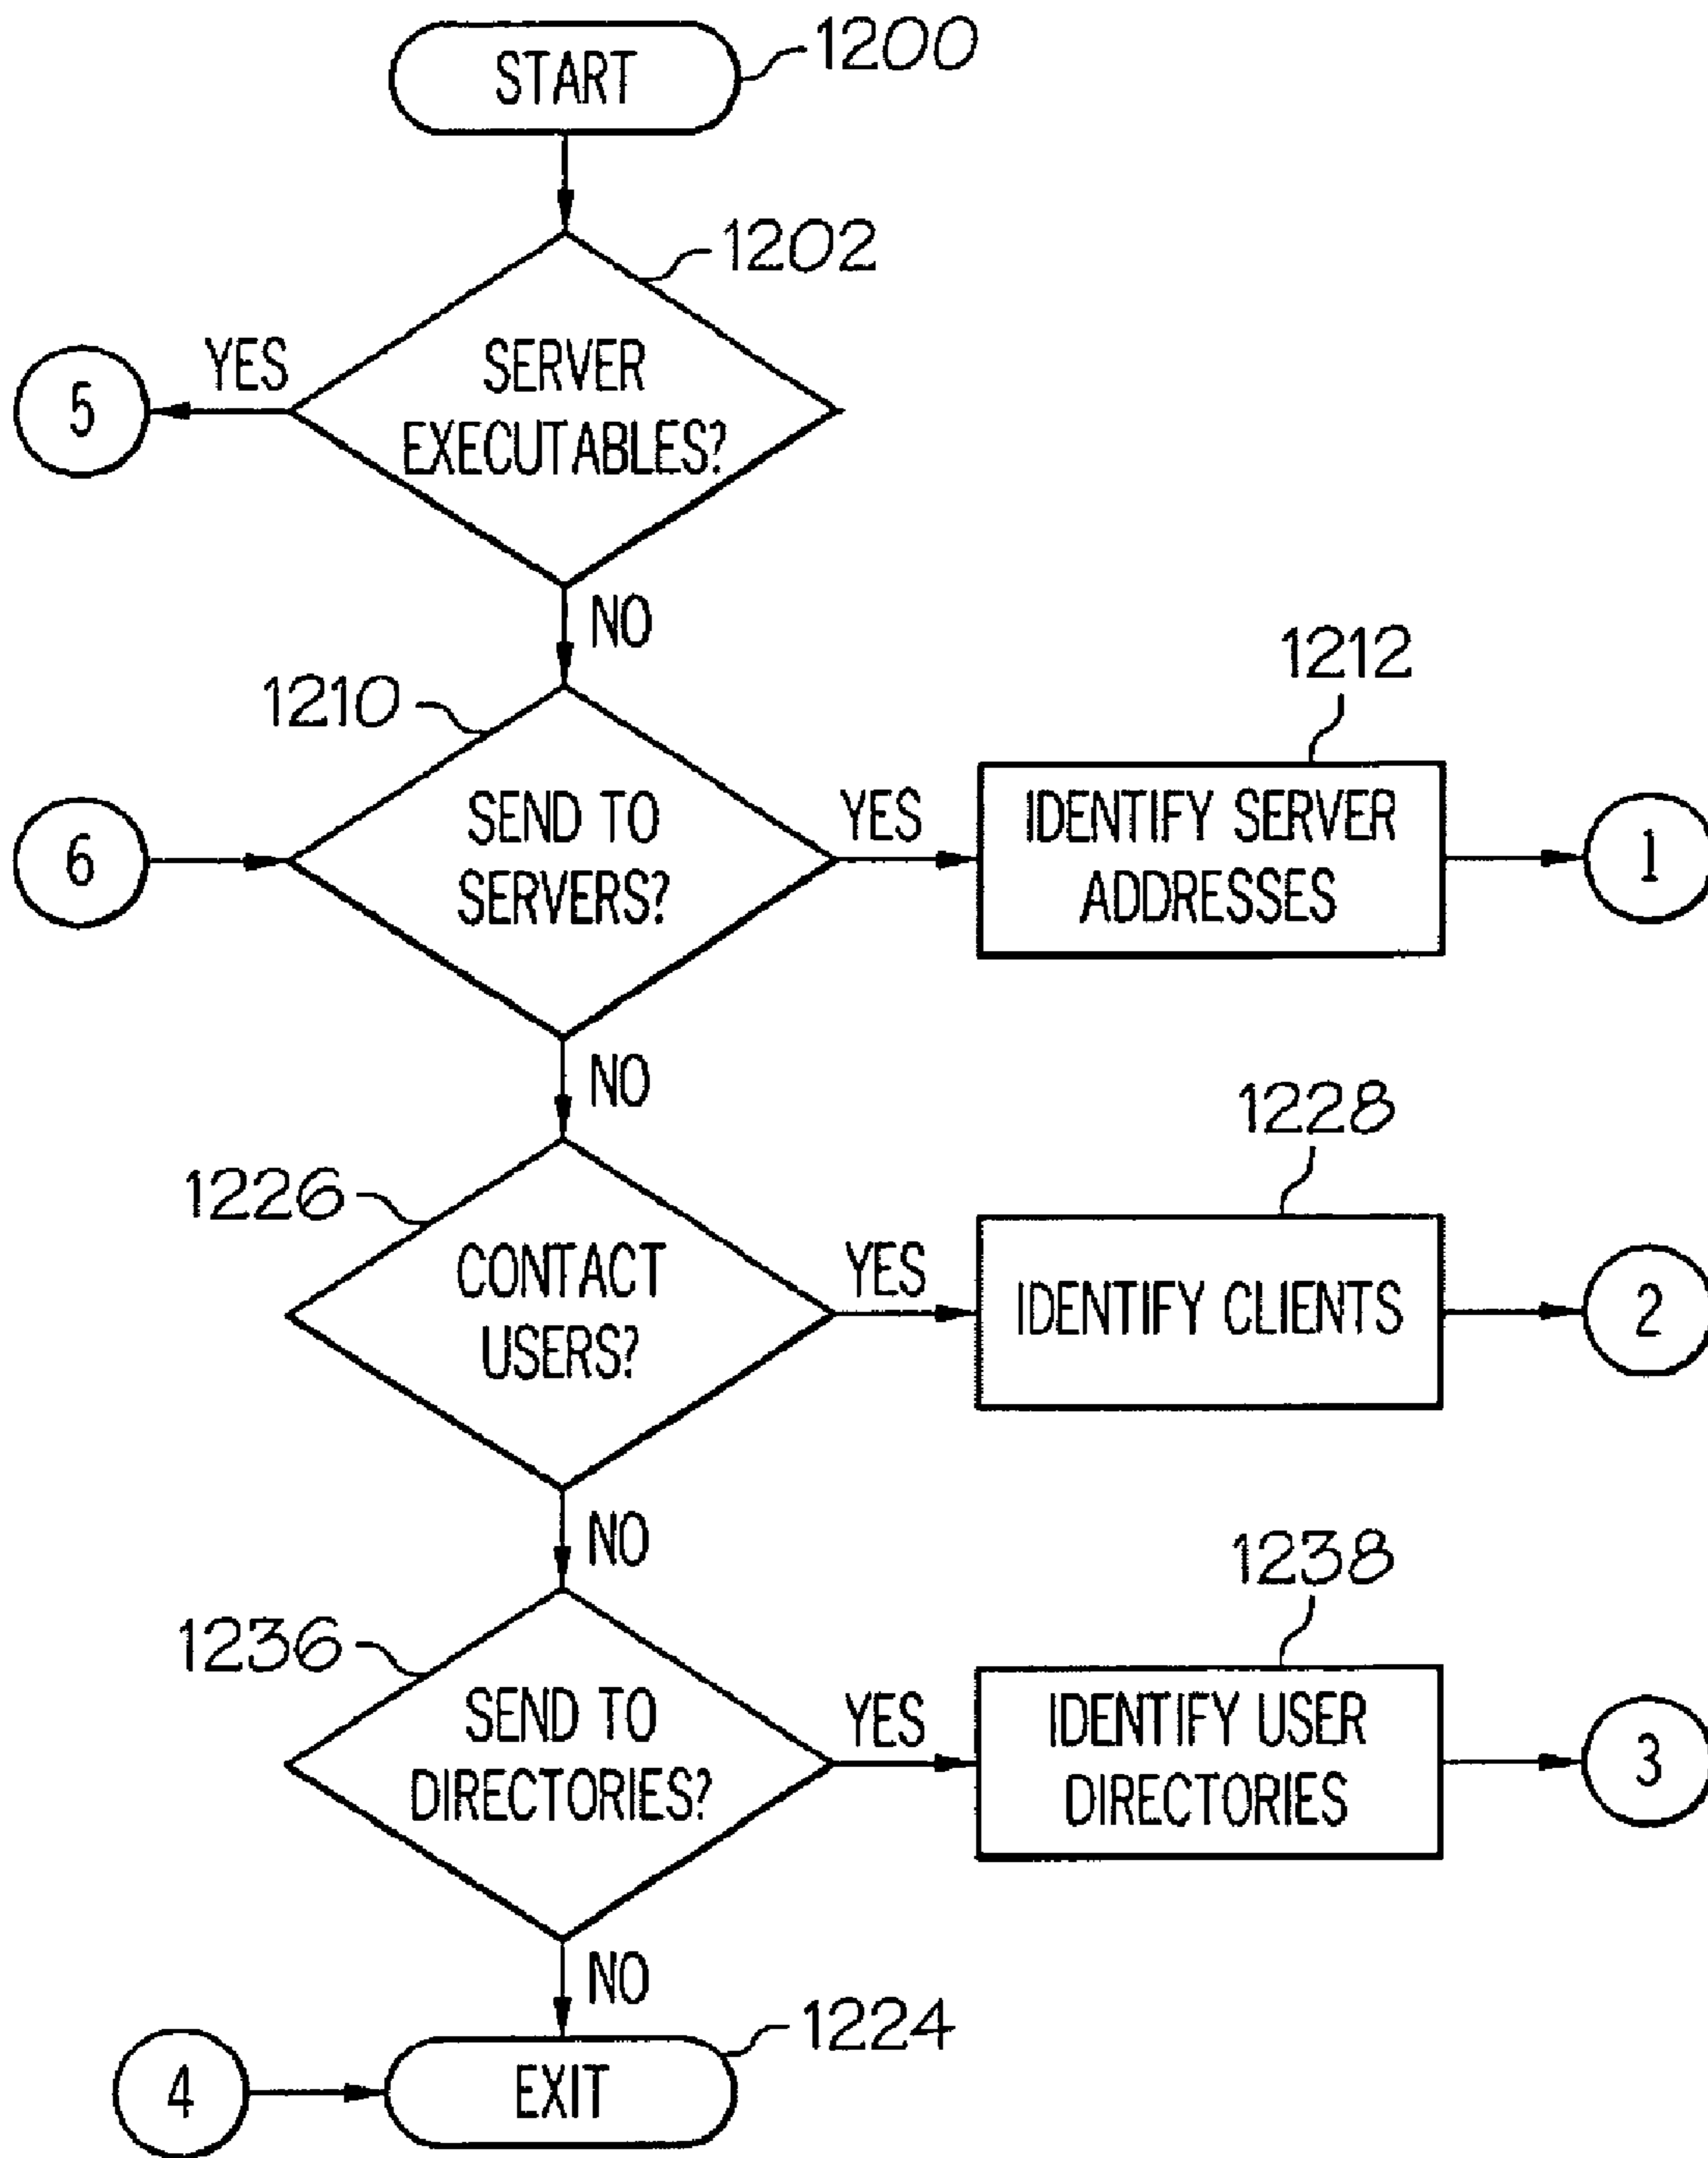 START
1200
1202
SERVER
EXECUTABLES?
YES
5
NO
1210
1212
6
SEND TO
SERVERS?
YES
IDENTIFY SERVER
ADDRESSES
1
NO
1226
1228
CONTACT
USERS?
YES
IDENTIFY CLIENTS
2
NO
1236
1238
SEND TO
DIRECTORIES?
YES
IDENTIFY USER
DIRECTORIES
3
NO
1224
4
EXIT